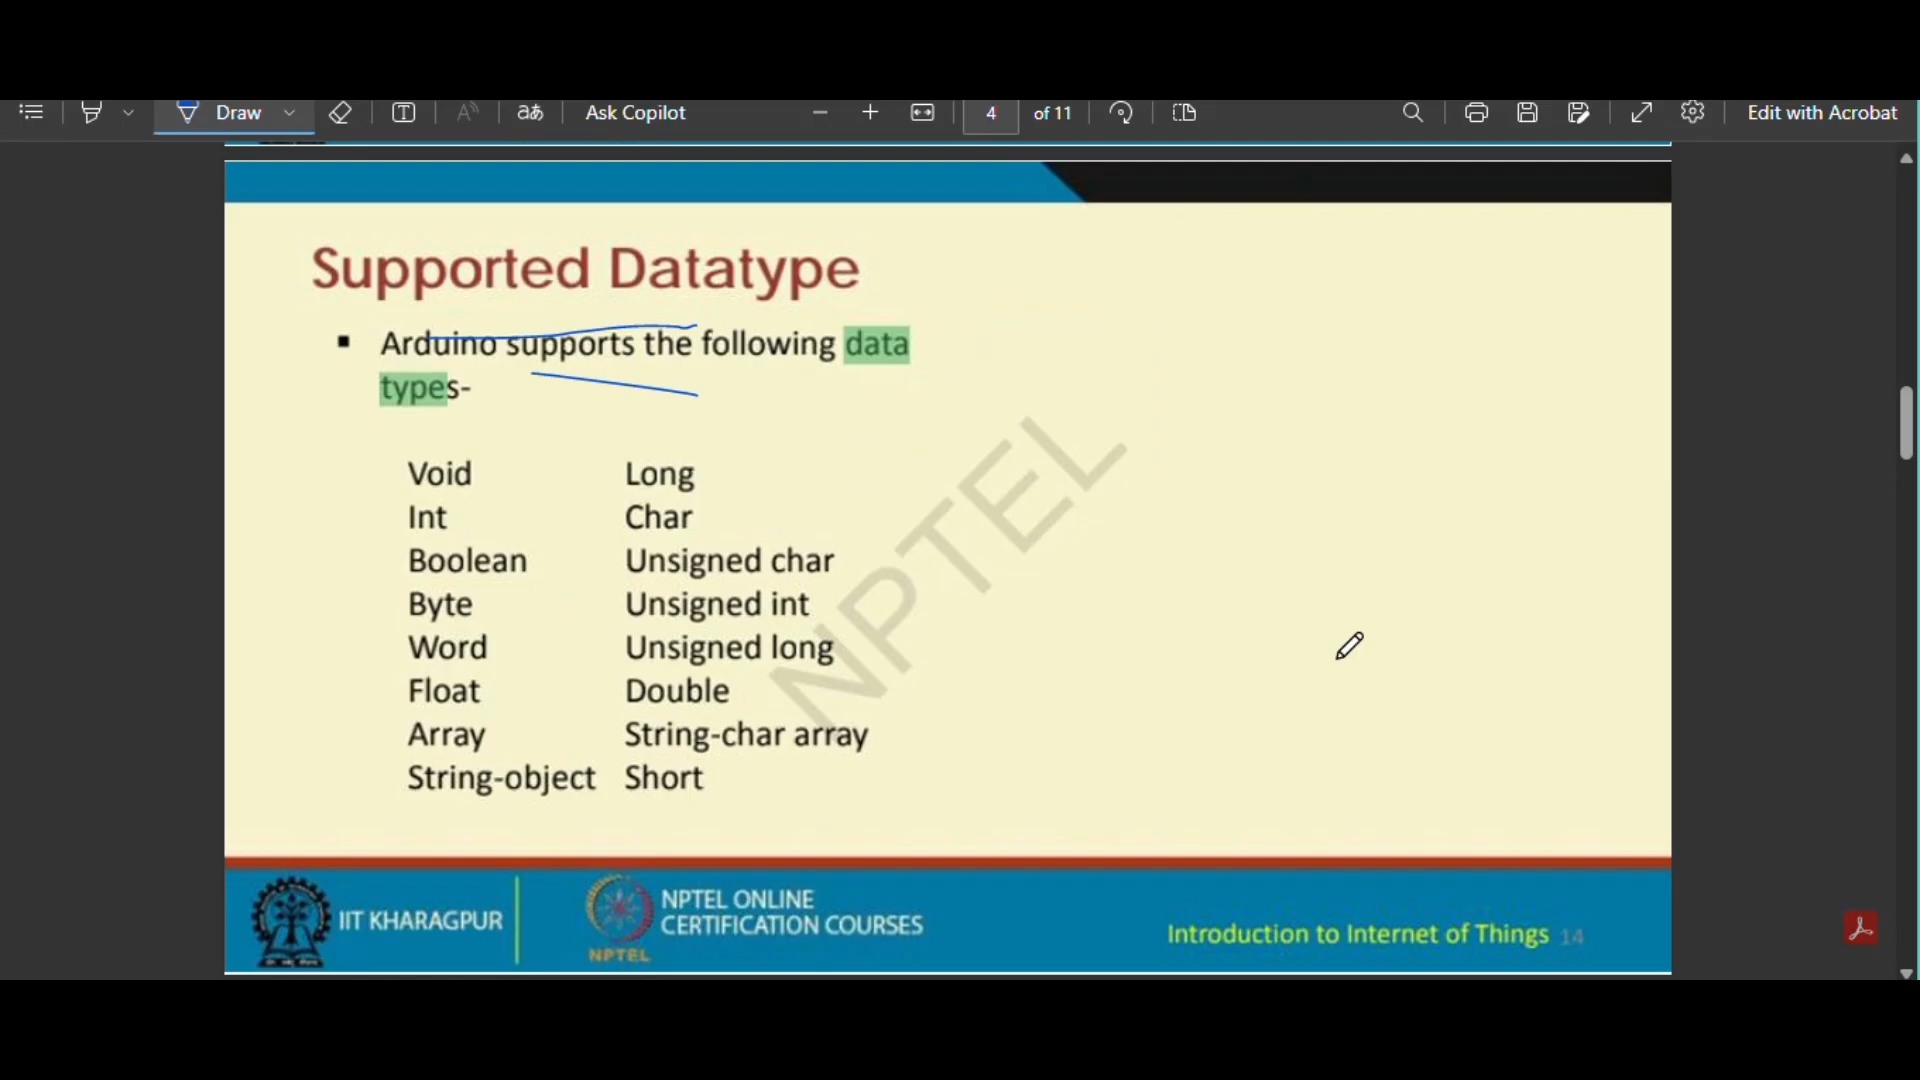 Draw
A
aあ
Ask Copilot
4
of 11
Edit with Acrobat
Supported Datatype
Arduino supports the following data
types-
Void Long
Int Char
Boolean Unsigned char
Byte Unsigned int
Word Unsigned long
Float Double
Array String-char array
String-object Short
NPTEL
IIT KHARAGPUR
NPTEL
NPTEL ONLINE
CERTIFICATION COURSES
Introduction to Internet of Things 14